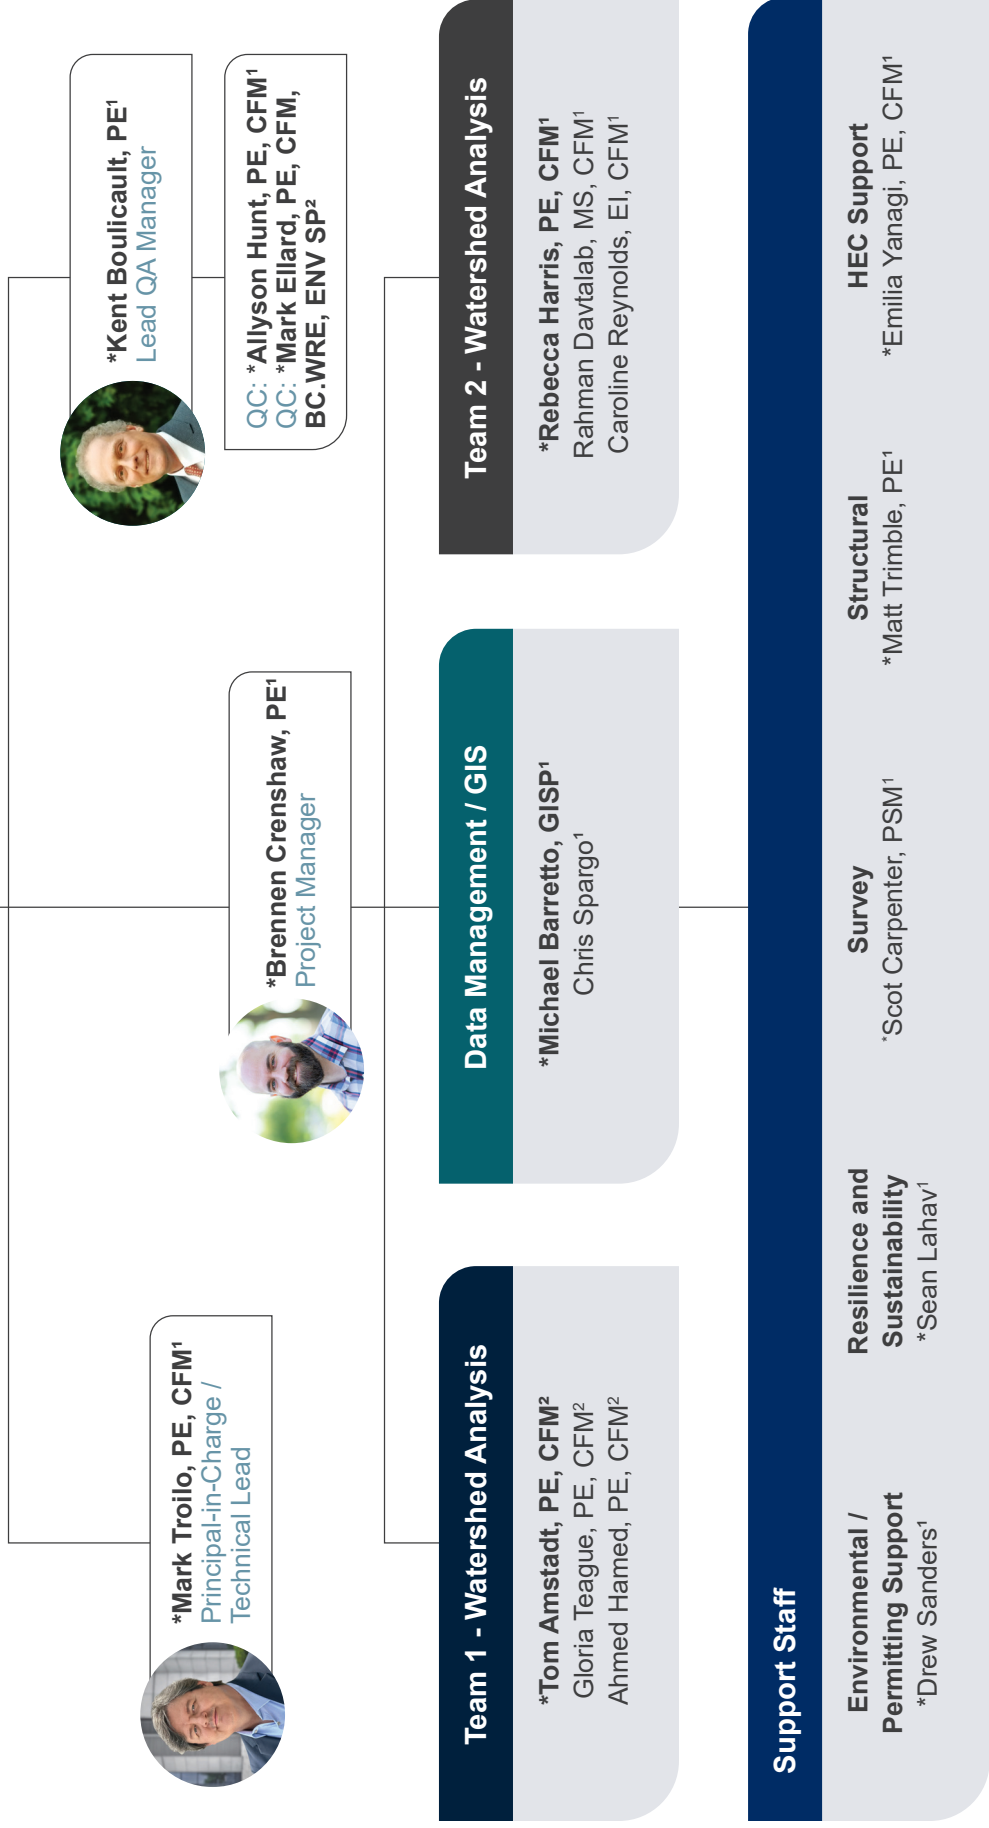 *Mark Troilo, PE, CFM¹
Principal-in-Charge /
Technical Lead
*Brennen Crenshaw, PE¹
Project Manager
*Kent Boulicault, PE¹
Lead QA Manager
QC: *Allyson Hunt, PE, CFM¹
QC: *Mark Ellard, PE, CFM,
BC.WRE, ENV SP²
Team 1 - Watershed Analysis
*Tom Amstadt, PE, CFM²
Gloria Teague, PE, CFM²
Ahmed Hamed, PE, CFM²
Data Management / GIS
*Michael Barretto, GISP¹
Chris Spargo¹
Team 2 - Watershed Analysis
*Rebecca Harris, PE, CFM¹
Rahman Davtalab, MS, CFM¹
Caroline Reynolds, EI, CFM¹
Support Staff
Environmental /
Permitting Support
*Drew Sanders¹
Resilience and
Sustainability
*Sean Lahav¹
Survey
*Scot Carpenter, PSM¹
Structural
*Matt Trimble, PE¹
HEC Support
*Emilia Yanagi, PE, CFM¹